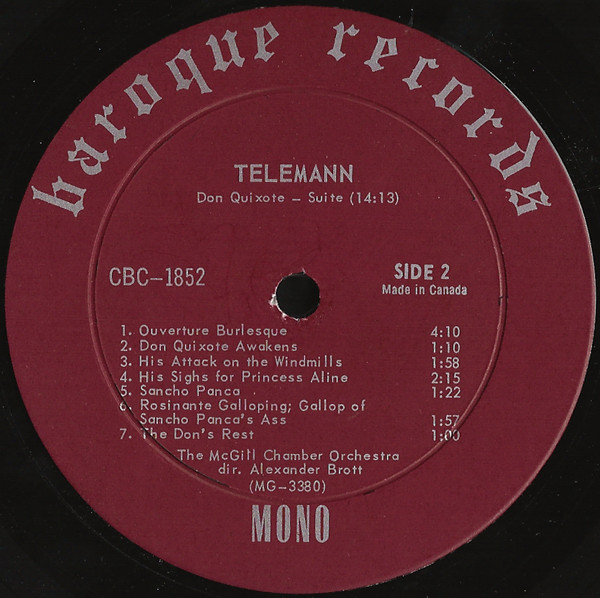 baroque records
TELEMANN
Don Quixote – Suite (14:13)
CBC–1852
SIDE 2
Made in Canada
1. Ouverture Burlesque 4:10
2. Don Quixote Awakens 1:10
3. His Attack on the Windmills 1:58
4. His Sighs for Princess Aline 2:15
5. Sancho Panca 1:22
6. Rosinante Galloping; Gallop of
Sancho Panca's Ass 1:57
7. The Don's Rest 1:00
The McGill Chamber Orchestra
dir. Alexander Brott
(MG–3380)
MONO